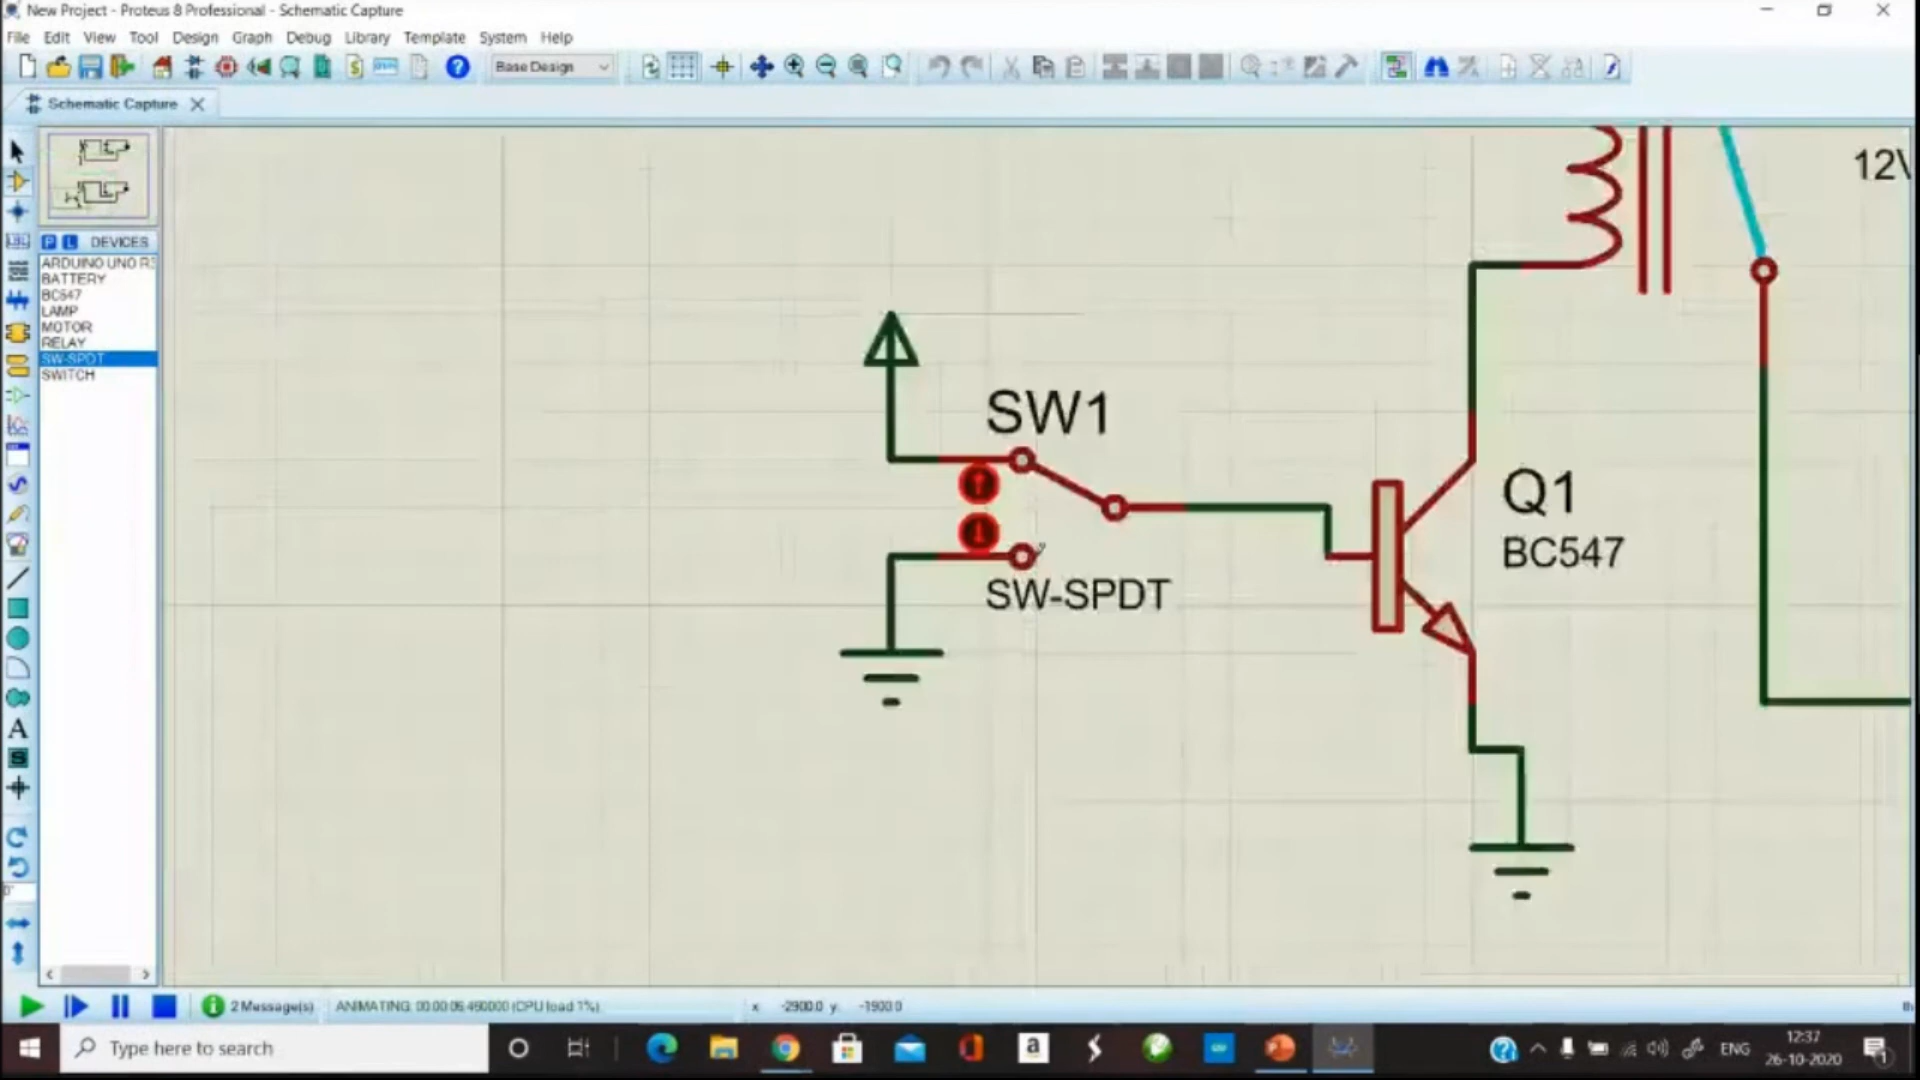 New Project - Proteus 8 Professional - Schematic Capture
File Edit View Tool Design Graph Debug Library Template System Help
Base Design
Schematic Capture
P L DEVICES
ARDUINO UNO R3
BATTERY
BC547
LAMP
MOTOR
RELAY
SW-SPDT
SWITCH
12V
SW1
SW-SPDT
Q1
BC547
2 Message(s)
ANIMATING: 00:00:06.450000 (CPU load 1%)
x -2900.0 y -1900.0
Type here to search
ENG
12:37
26-10-2020